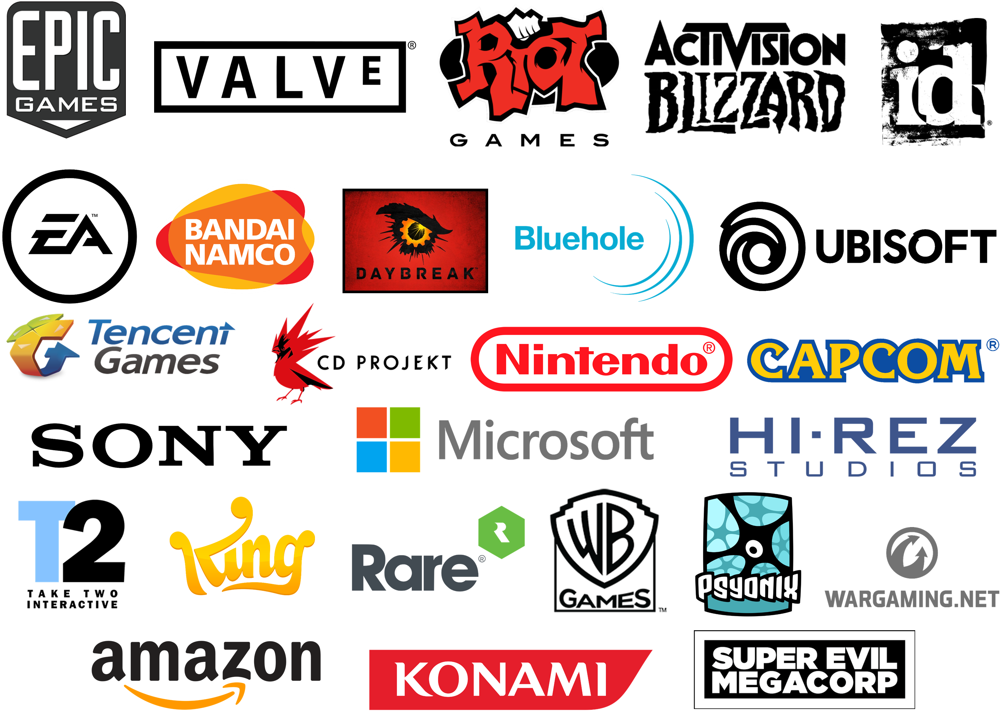 EPIC
GAMES
VALVE®
RIOT
GAMES
ACTIVISION
BLIZZARD
id®
EA™
BANDAI
NAMCO
DAYBREAK™
Bluehole
UBISOFT
Tencent
Games
CD PROJEKT
Nintendo®
CAPCOM®
SONY
Microsoft
HI-REZ
STUDIOS
T2
TAKE TWO
INTERACTIVE
King
R
Rare®
WB
GAMES™
PSYONIX
WARGAMING.NET
amazon
KONAMI
SUPER EVIL
MEGACORP